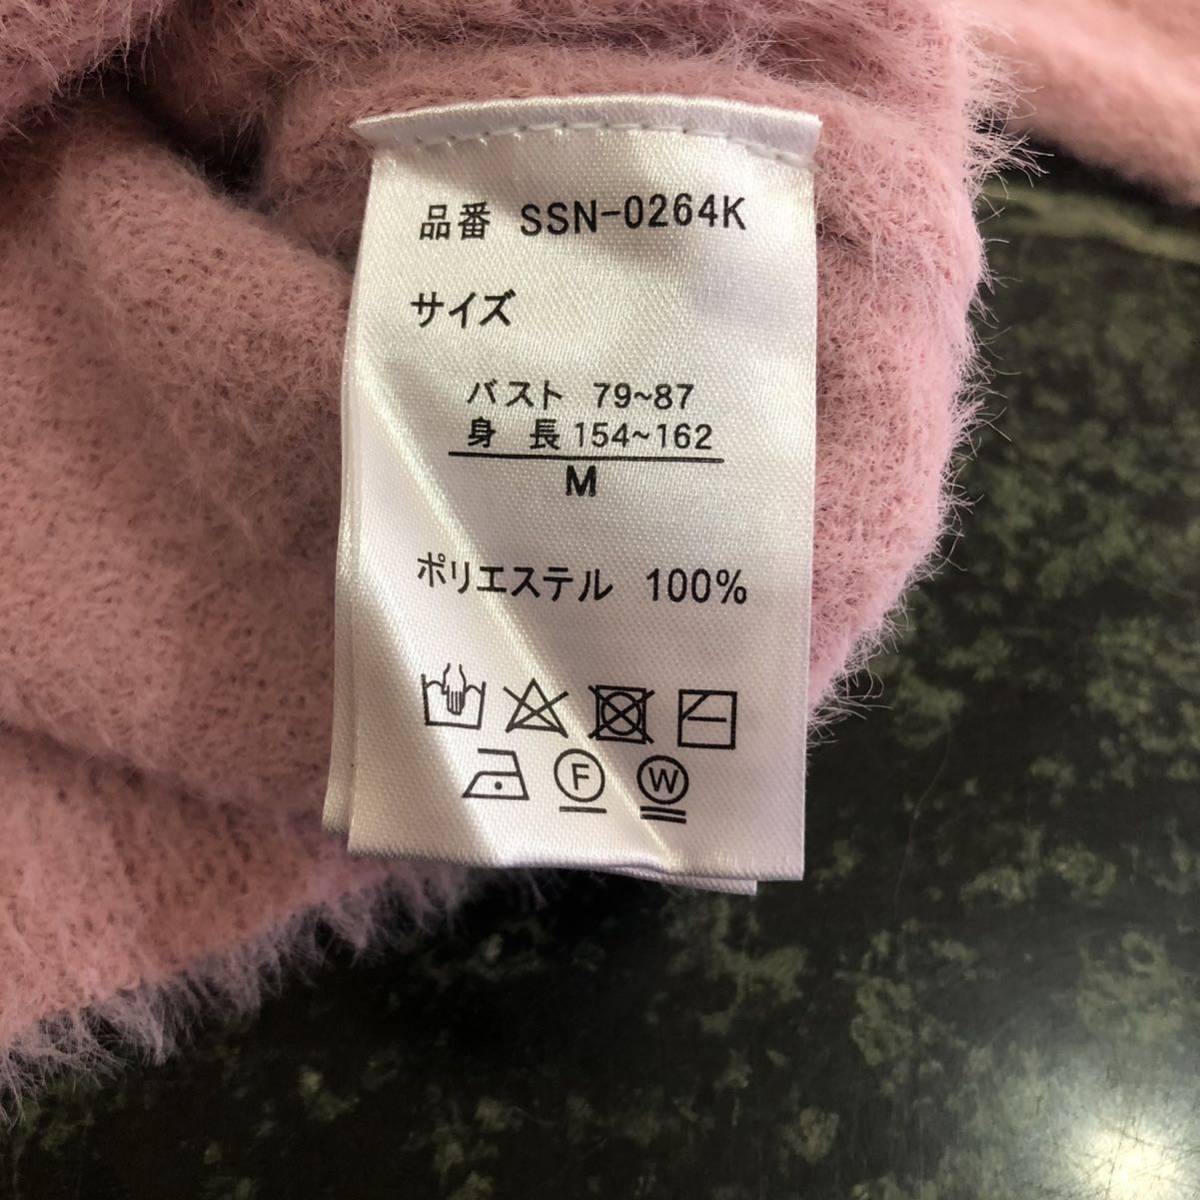 品番 SSN-0264K
サイズ
バスト 79~87
身 長 154~162
M
ポリエステル 100%
F W